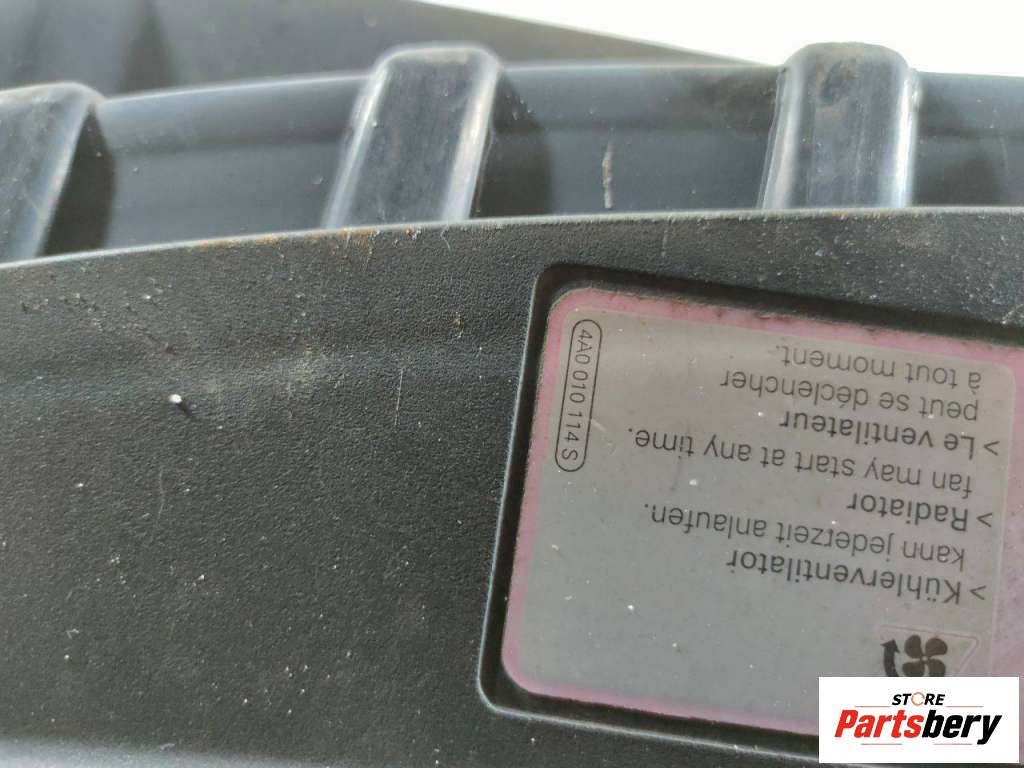 > Kühlerventilator
kann jederzeit anlaufen.
> Radiator
fan may start at any time.
> Le ventilateur
peut se déclencher
à tout moment.
4A0 010 114 S
STORE
Partsbery